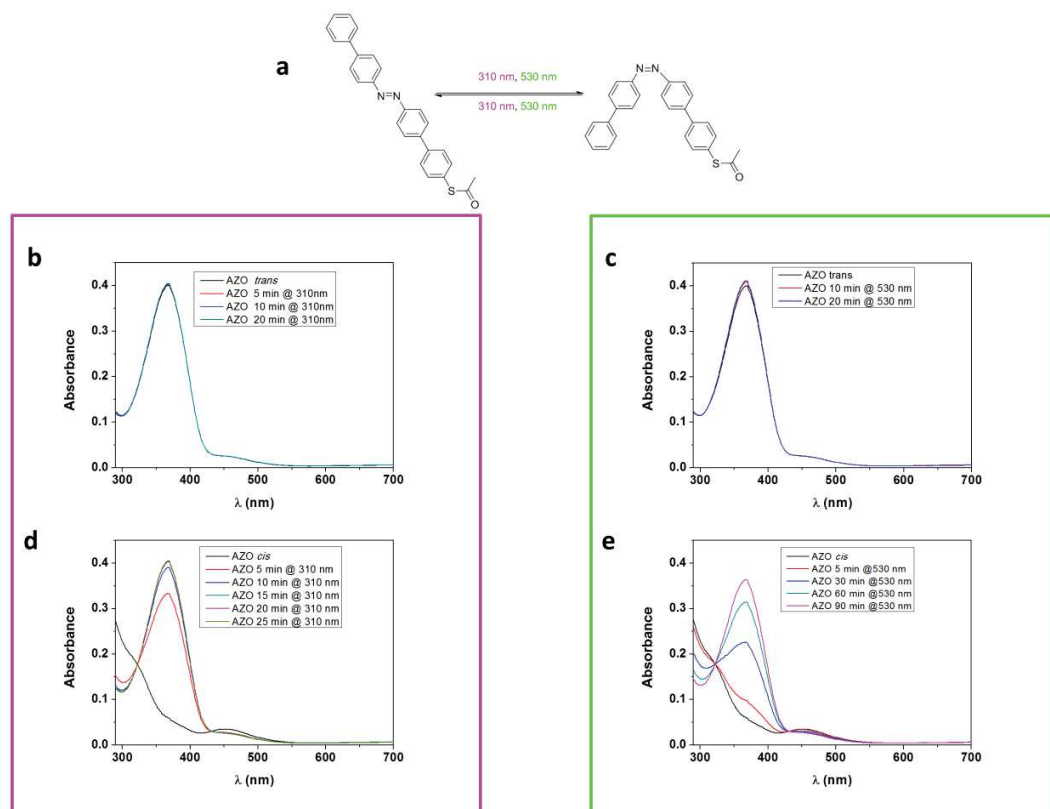 a
310 nm, 530 nm
310 nm, 530 nm
N=N
S
O
N=N
S
O
b
AZO trans
AZO 5 min @ 310nm
AZO 10 min @ 310nm
AZO 20 min @ 310nm
Absorbance
0.4
0.3
0.2
0.1
0.0
300 400 500 600 700
λ (nm)
c
AZO trans
AZO 10 min @ 530 nm
AZO 20 min @ 530 nm
Absorbance
0.4
0.3
0.2
0.1
0.0
300 400 500 600 700
λ (nm)
d
AZO cis
AZO 5 min @ 310 nm
AZO 10 min @ 310 nm
AZO 15 min @ 310 nm
AZO 20 min @ 310 nm
AZO 25 min @ 310 nm
Absorbance
0.4
0.3
0.2
0.1
0.0
300 400 500 600 700
λ (nm)
e
AZO cis
AZO 5 min @530 nm
AZO 30 min @530 nm
AZO 60 min @530 nm
AZO 90 min @530 nm
Absorbance
0.4
0.3
0.2
0.1
0.0
300 400 500 600 700
λ (nm)